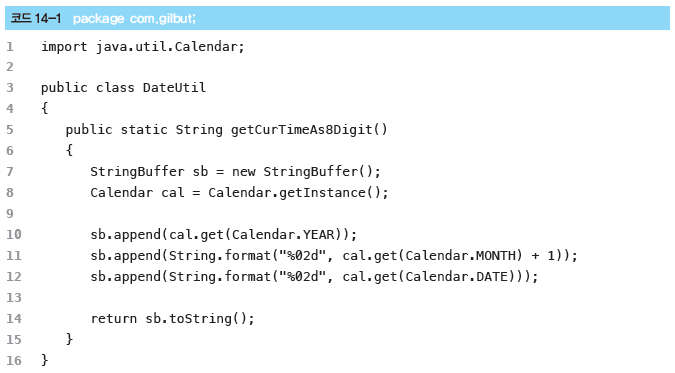 코드 14-1 package com.gilbut;
1 import java.util.Calendar;
2
3 public class DateUtil
4 {
5 public static String getCurTimeAs8Digit()
6 {
7 StringBuffer sb = new StringBuffer();
8 Calendar cal = Calendar.getInstance();
9
10 sb.append(cal.get(Calendar.YEAR));
11 sb.append(String.format("%02d", cal.get(Calendar.MONTH) + 1));
12 sb.append(String.format("%02d", cal.get(Calendar.DATE)));
13
14 return sb.toString();
15 }
16 }